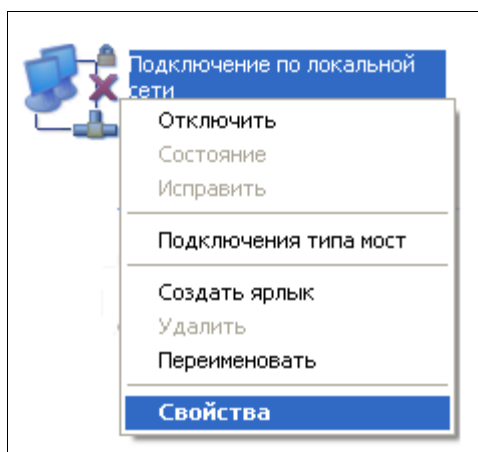 Подключение по локальной
сети
Отключить
Состояние
Исправить
Подключения типа мост
Создать ярлык
Удалить
Переименовать
Свойства